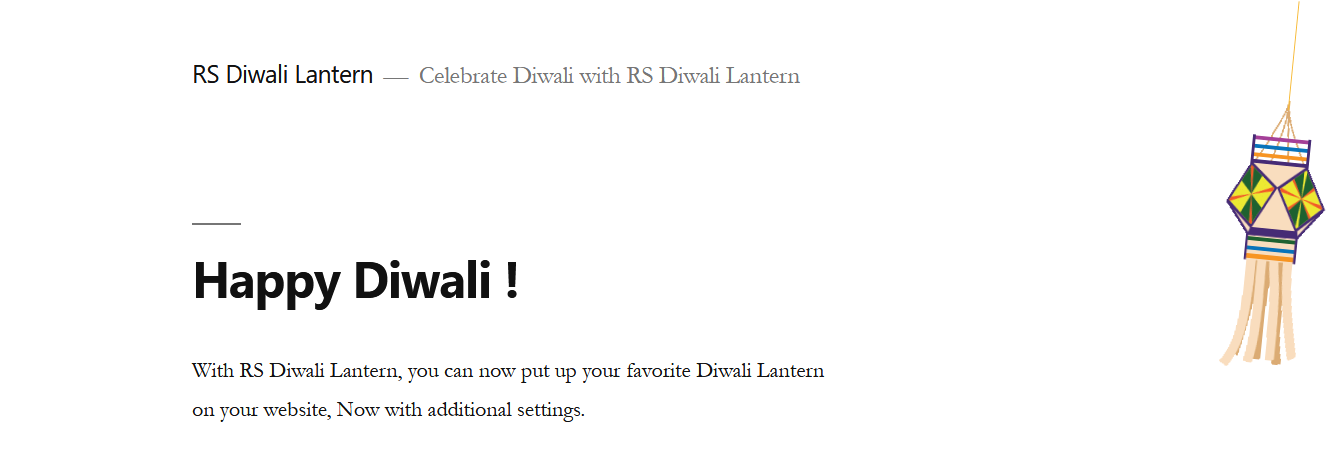 RS Diwali Lantern — Celebrate Diwali with RS Diwali Lantern
Happy Diwali !
With RS Diwali Lantern, you can now put up your favorite Diwali Lantern
on your website, Now with additional settings.